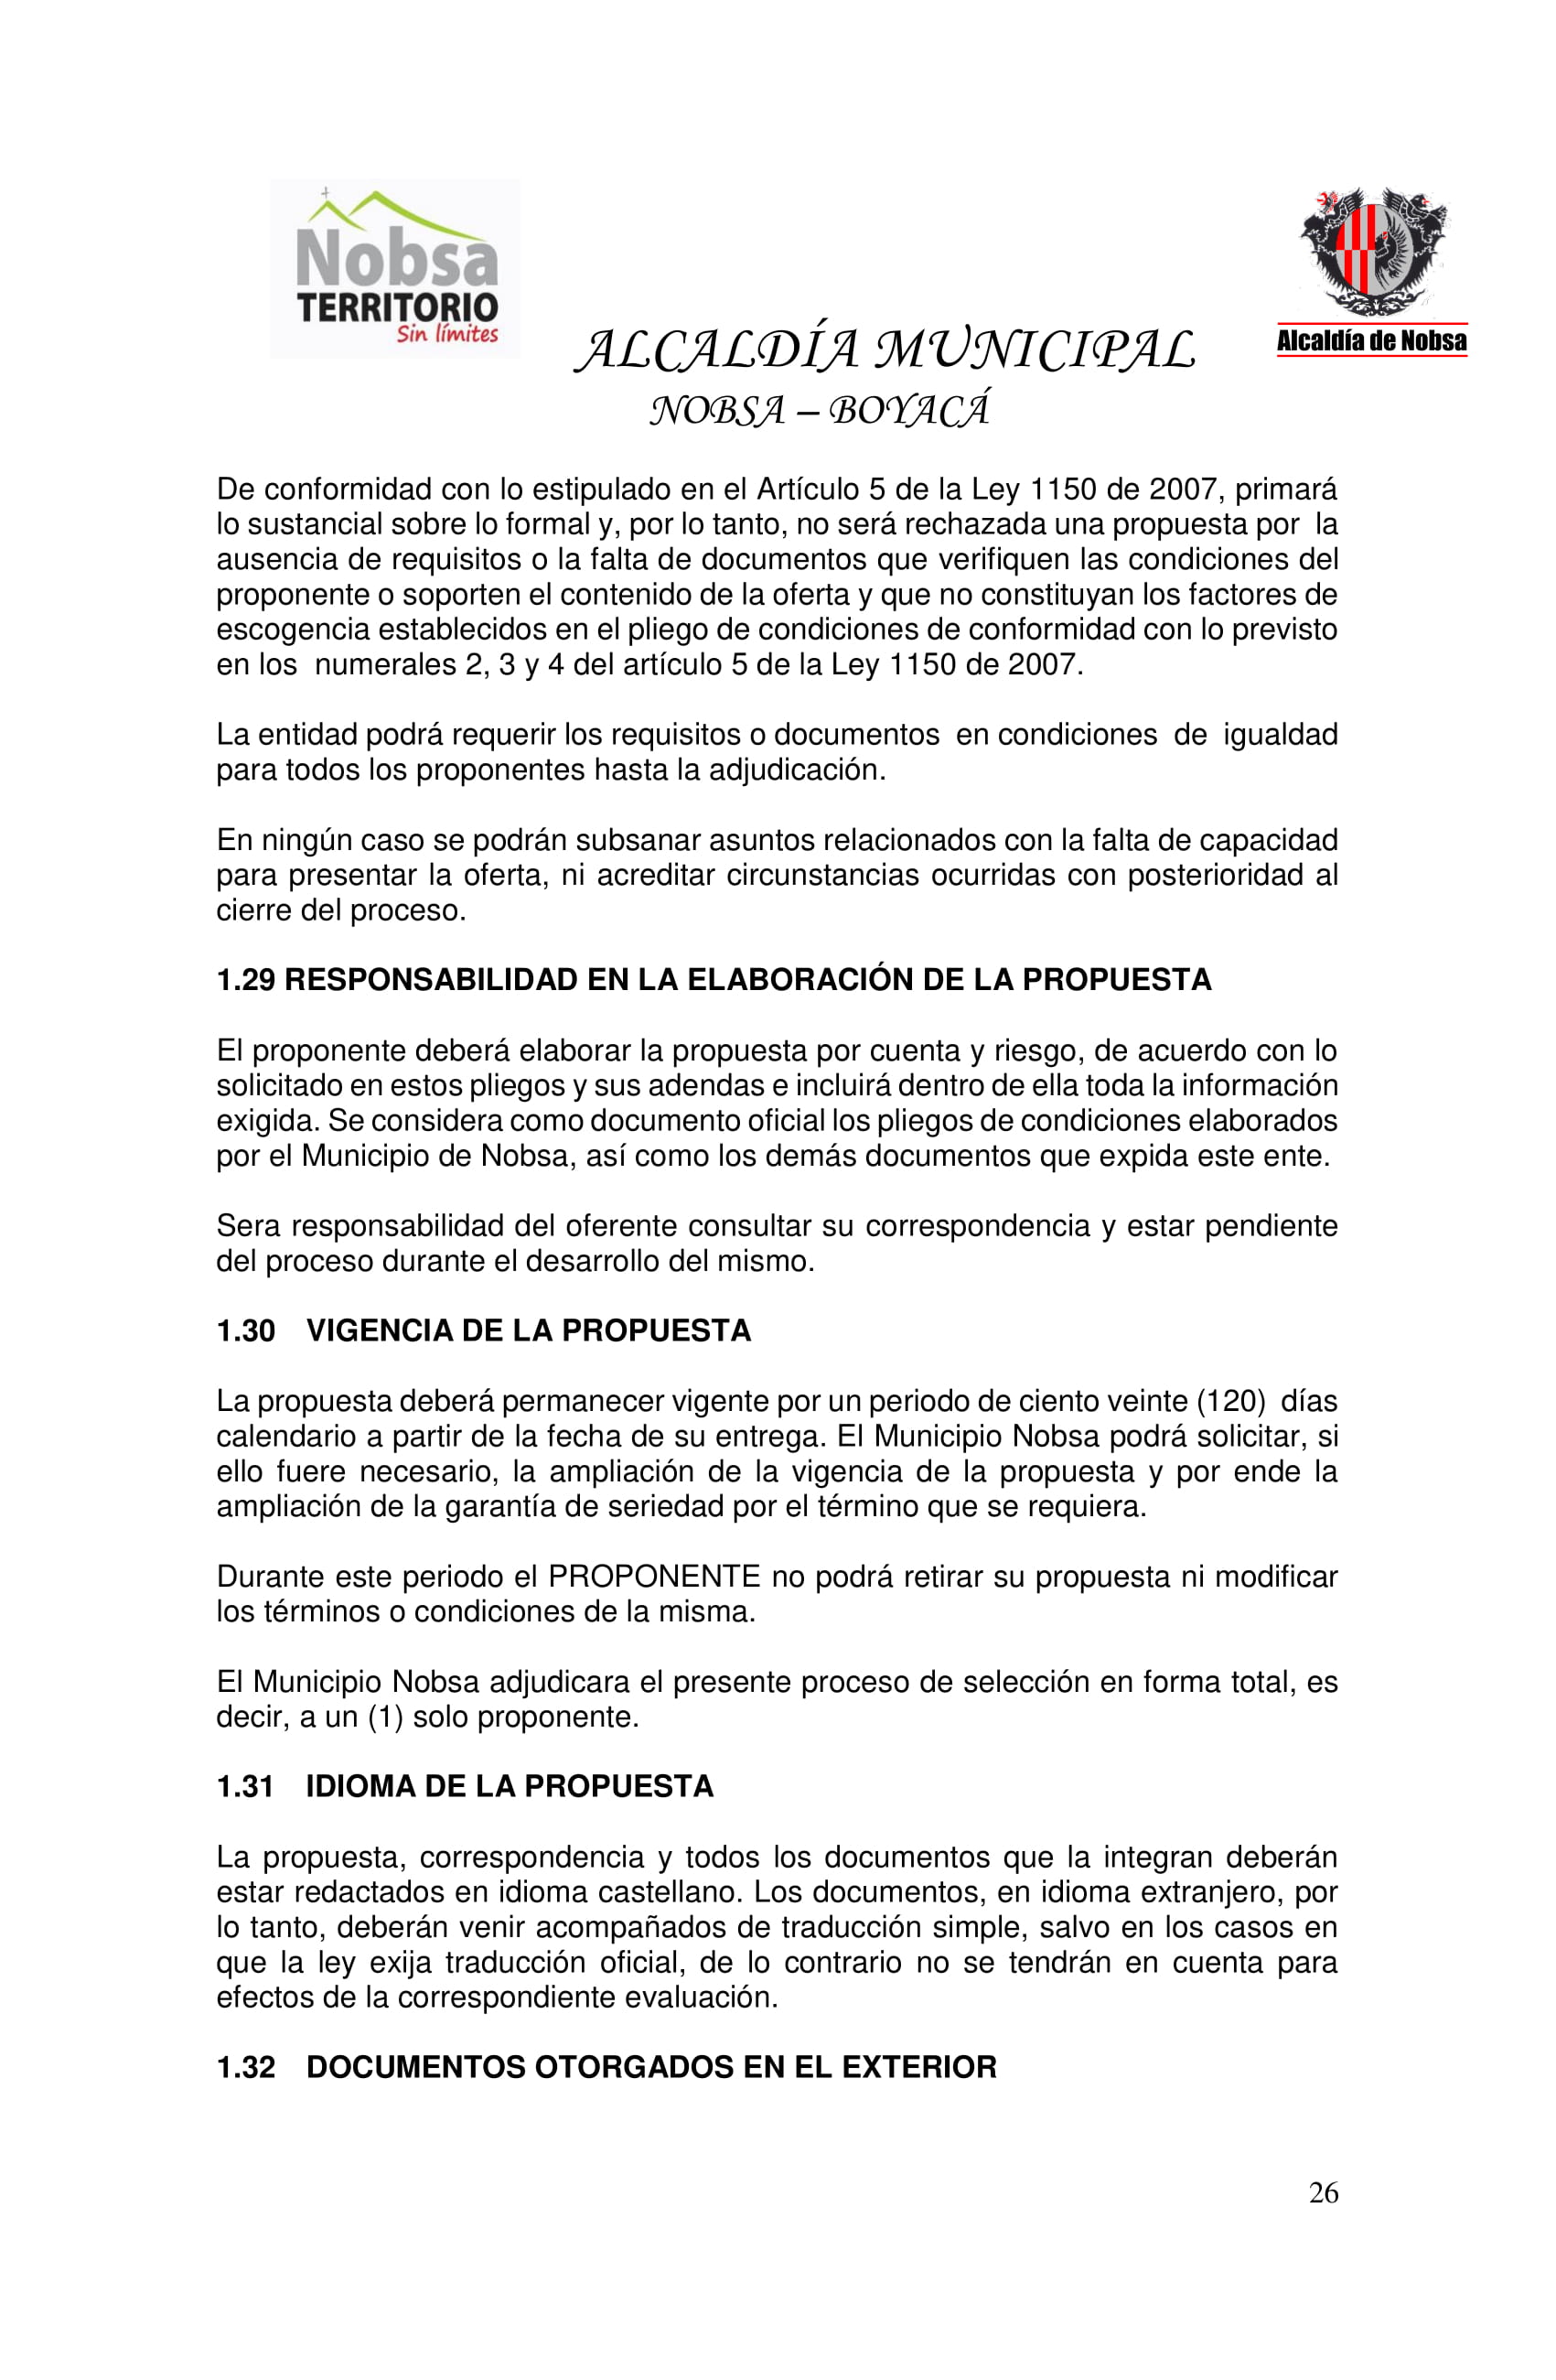 Nobsa
TERRITORIO
Sin límites
Alcaldía de Nobsa
ALCALDÍA MUNICIPAL
NOBSA – BOYACÁ
De conformidad con lo estipulado en el Artículo 5 de la Ley 1150 de 2007, primará
lo sustancial sobre lo formal y, por lo tanto, no será rechazada una propuesta por la
ausencia de requisitos o la falta de documentos que verifiquen las condiciones del
proponente o soporten el contenido de la oferta y que no constituyan los factores de
escogencia establecidos en el pliego de condiciones de conformidad con lo previsto
en los numerales 2, 3 y 4 del artículo 5 de la Ley 1150 de 2007.
La entidad podrá requerir los requisitos o documentos en condiciones de igualdad
para todos los proponentes hasta la adjudicación.
En ningún caso se podrán subsanar asuntos relacionados con la falta de capacidad
para presentar la oferta, ni acreditar circunstancias ocurridas con posterioridad al
cierre del proceso.
1.29 RESPONSABILIDAD EN LA ELABORACIÓN DE LA PROPUESTA
El proponente deberá elaborar la propuesta por cuenta y riesgo, de acuerdo con lo
solicitado en estos pliegos y sus adendas e incluirá dentro de ella toda la información
exigida. Se considera como documento oficial los pliegos de condiciones elaborados
por el Municipio de Nobsa, así como los demás documentos que expida este ente.
Sera responsabilidad del oferente consultar su correspondencia y estar pendiente
del proceso durante el desarrollo del mismo.
1.30 VIGENCIA DE LA PROPUESTA
La propuesta deberá permanecer vigente por un periodo de ciento veinte (120) días
calendario a partir de la fecha de su entrega. El Municipio Nobsa podrá solicitar, si
ello fuere necesario, la ampliación de la vigencia de la propuesta y por ende la
ampliación de la garantía de seriedad por el término que se requiera.
Durante este periodo el PROPONENTE no podrá retirar su propuesta ni modificar
los términos o condiciones de la misma.
El Municipio Nobsa adjudicara el presente proceso de selección en forma total, es
decir, a un (1) solo proponente.
1.31 IDIOMA DE LA PROPUESTA
La propuesta, correspondencia y todos los documentos que la integran deberán
estar redactados en idioma castellano. Los documentos, en idioma extranjero, por
lo tanto, deberán venir acompañados de traducción simple, salvo en los casos en
que la ley exija traducción oficial, de lo contrario no se tendrán en cuenta para
efectos de la correspondiente evaluación.
1.32 DOCUMENTOS OTORGADOS EN EL EXTERIOR
26